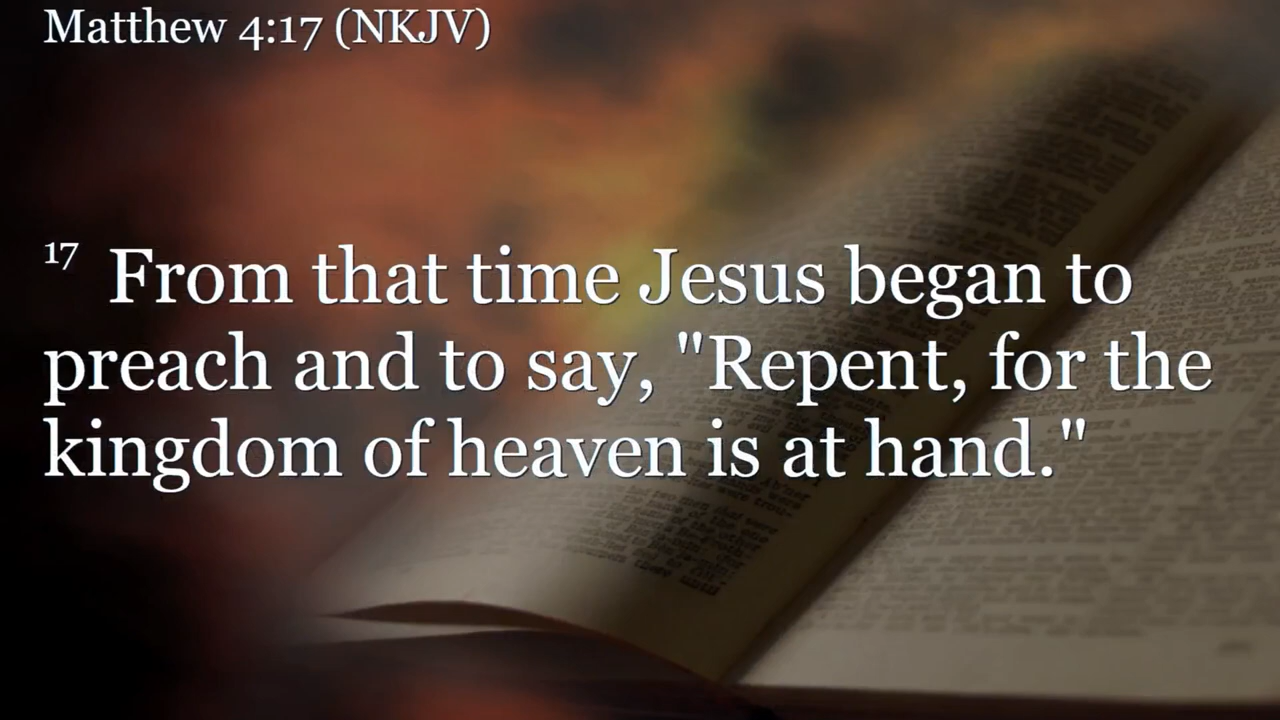 Matthew 4:17 (NKJV)
17 From that time Jesus began to
preach and to say, "Repent, for the
kingdom of heaven is at hand."